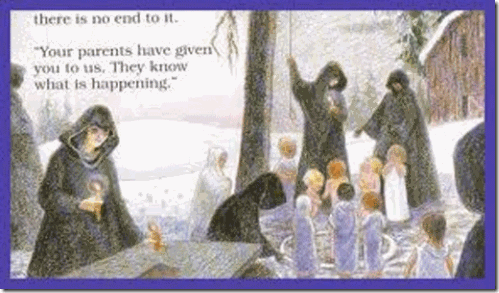 there is no end to it.
“Your parents have given
you to us. They know
what is happening.”